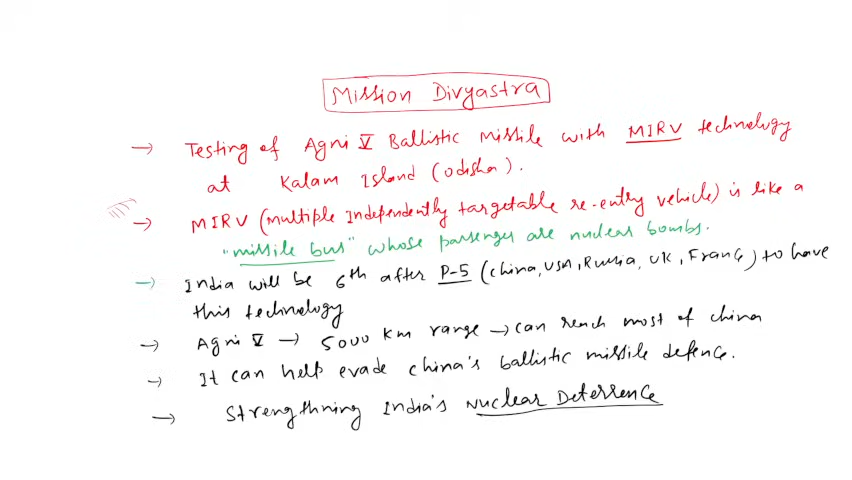 Mission Divyastra
→ Testing of Agni V Ballistic missile with MIRV technology
at Kalam Island (Odisha).
→ MIRV (Multiple Independently targetable re-entry vehicle) is like a
"missile bus" whose passenger are nuclear bombs.
→ India will be 6th after P-5 (China, USA, Russia, UK, France) to have
this technology
→ Agni V → 5000 km range → can reach most of china
→ It can help evade china's ballistic missile defence.
→ Strengthning India's Nuclear Deterrence